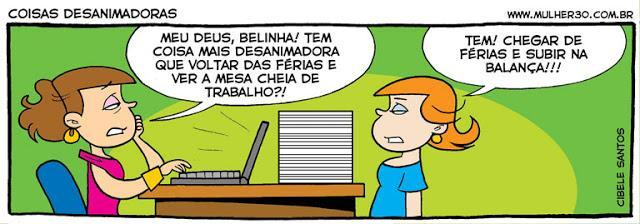 COISAS DESANIMADORAS
WWW.MULHER30.COM.BR
MEU DEUS, BELINHA! TEM
COISA MAIS DESANIMADORA
QUE VOLTAR DAS FÉRIAS E
VER A MESA CHEIA DE
TRABALHO?!
TEM! CHEGAR DE
FÉRIAS E SUBIR NA
BALANÇA!!!
CIBELE SANTOS